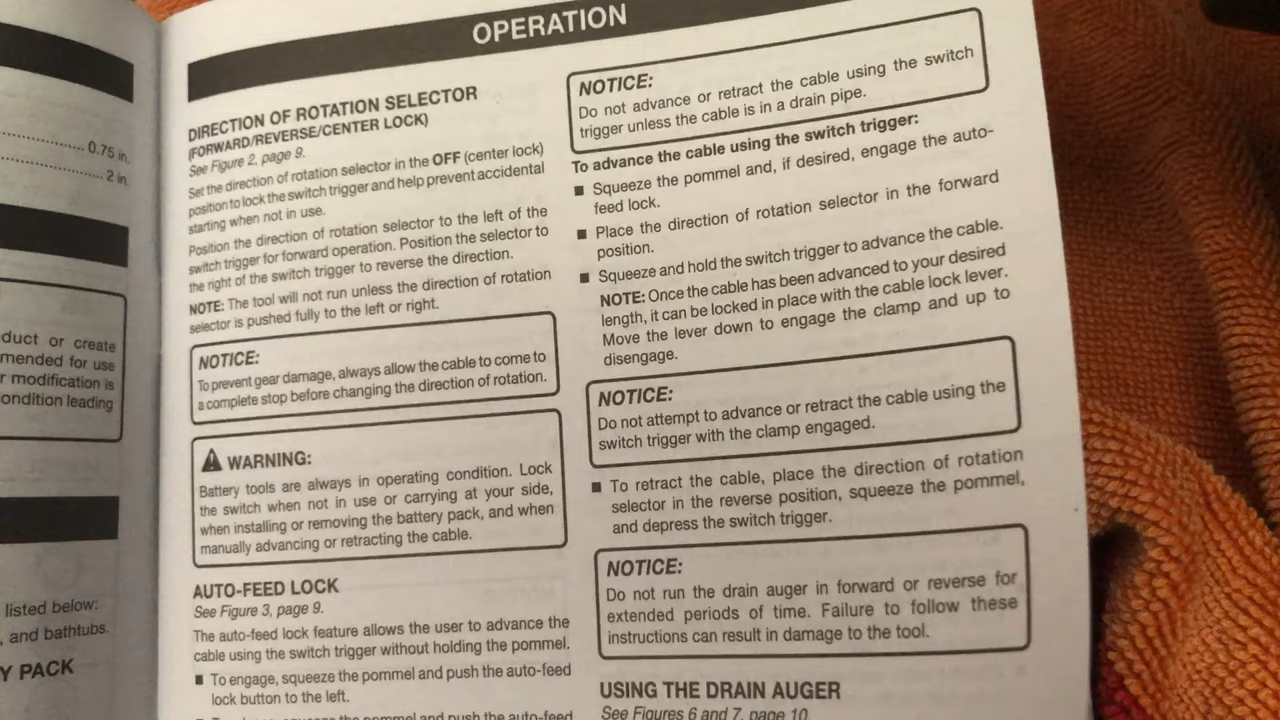 0.75 in.
2 in
duct or create
mended for use
r modification is
ondition leading
listed below:
, and bathtubs.
Y PACK
OPERATION
DIRECTION OF ROTATION SELECTOR
(FORWARD/REVERSE/CENTER LOCK)
See Figure 2, page 9.
Set the direction of rotation selector in the OFF (center lock)
position to lock the switch trigger and help prevent accidental
starting when not in use.
Position the direction of rotation selector to the left of the
switch trigger for forward operation. Position the selector to
the right of the switch trigger to reverse the direction.
NOTE: The tool will not run unless the direction of rotation
selector is pushed fully to the left or right.
NOTICE:
To prevent gear damage, always allow the cable to come to
a complete stop before changing the direction of rotation.
WARNING:
Battery tools are always in operating condition. Lock
the switch when not in use or carrying at your side,
when installing or removing the battery pack, and when
manually advancing or retracting the cable.
AUTO-FEED LOCK
See Figure 3, page 9.
The auto-feed lock feature allows the user to advance the
cable using the switch trigger without holding the pommel.
■ To engage, squeeze the pommel and push the auto-feed
lock button to the left.
the pommel and push the auto-feed
NOTICE:
Do not advance or retract the cable using the switch
trigger unless the cable is in a drain pipe.
To advance the cable using the switch trigger:
■ Squeeze the pommel and, if desired, engage the auto-
feed lock.
■ Place the direction of rotation selector in the forward
position.
■ Squeeze and hold the switch trigger to advance the cable.
NOTE: Once the cable has been advanced to your desired
length, it can be locked in place with the cable lock lever.
Move the lever down to engage the clamp and up to
disengage.
NOTICE:
Do not attempt to advance or retract the cable using the
switch trigger with the clamp engaged.
■ To retract the cable, place the direction of rotation
selector in the reverse position, squeeze the pommel,
and depress the switch trigger.
NOTICE:
Do not run the drain auger in forward or reverse for
extended periods of time. Failure to follow these
instructions can result in damage to the tool.
USING THE DRAIN AUGER
See Figures 6 and 7, page 10.